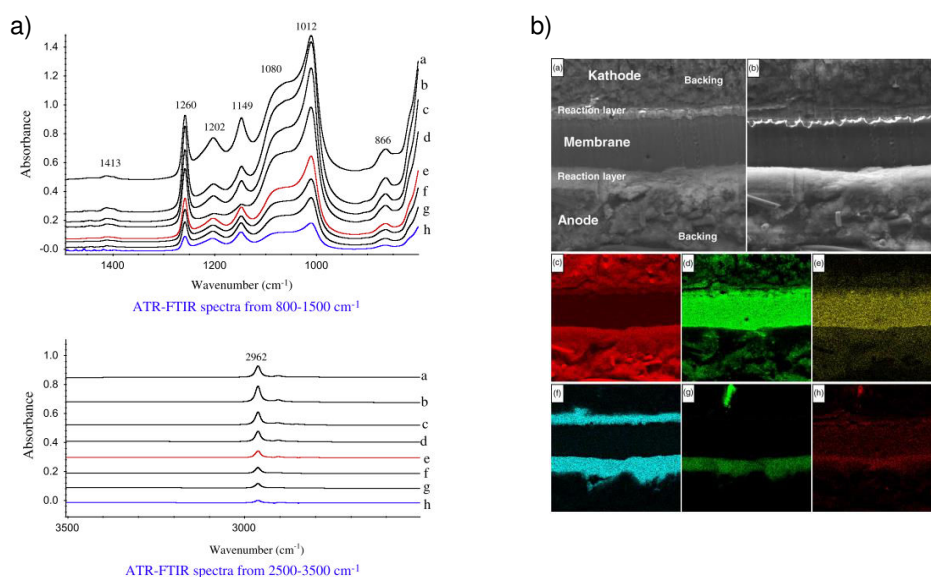 a)
1.4
1.2
1.0
0.8
0.6
0.4
0.2
-0.0
Absorbance
1413
1260
1202
1149
1080
1012
866
a
b
c
d
e
f
g
h
1400
1200
1000
Wavenumber (cm-1)
ATR-FTIR spectra from 800-1500 cm-1
1.0
0.8
0.6
0.4
0.2
0.0
Absorbance
2962
a
b
c
d
e
f
g
h
3500
3000
Wavenumber (cm-1)
ATR-FTIR spectra from 2500-3500 cm-1
b)
(a)
Kathode
Backing
Reaction layer
Membrane
Reaction layer
Anode
Backing
(b)
(c)
(d)
(e)
(f)
(g)
(h)